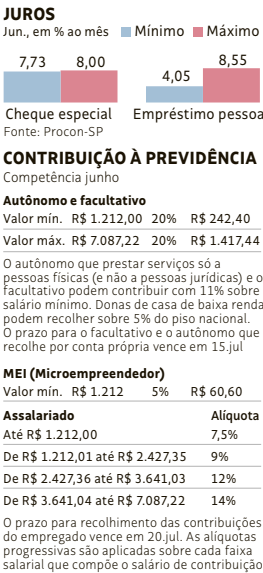 JUROS
Jun., em % ao mês Mínimo Máximo
7,73 8,00 4,05 8,55
Cheque especial Empréstimo pessoa
Fonte: Procon-SP
CONTRIBUIÇÃO À PREVIDÊNCIA
Competência junho
Autônomo e facultativo
Valor mín. R$ 1.212,00 20% R$ 242,40
Valor máx. R$ 7.087,22 20% R$ 1.417,44
O autônomo que prestar serviços só a
pessoas físicas (e não a pessoas jurídicas) e o
facultativo podem contribuir com 11% sobre
salário mínimo. Donas de casa de baixa renda
podem recolher sobre 5% do piso nacional.
O prazo para o facultativo e o autônomo que
recolhe por conta própria vence em 15.jul
MEI (Microempreendedor)
Valor mín. R$ 1.212 5% R$ 60,60
Assalariado Alíquota
Até R$ 1.212,00 7,5%
De R$ 1.212,01 até R$ 2.427,35 9%
De R$ 2.427,36 até R$ 3.641,03 12%
De R$ 3.641,04 até R$ 7.087,22 14%
O prazo para recolhimento das contribuições
do empregado vence em 20.jul. As alíquotas
progressivas são aplicadas sobre cada faixa
salarial que compõe o salário de contribuição